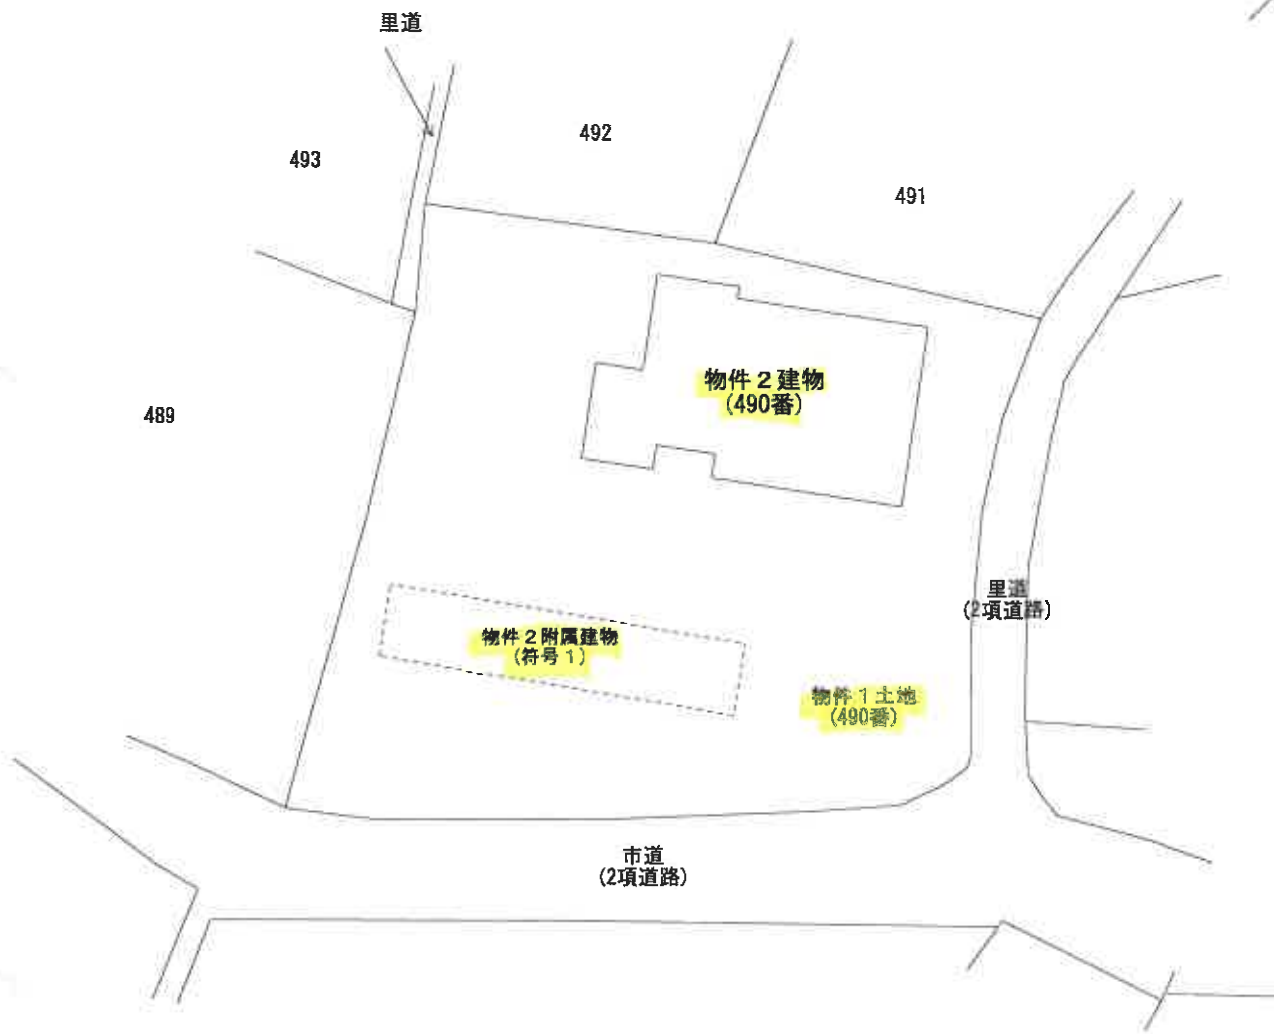 里道
492
493
491
物件２建物
(490番)
489
里道
(2項道路)
物件２附属建物
(符号１)
物件１土地
(490番)
市道
(2項道路)